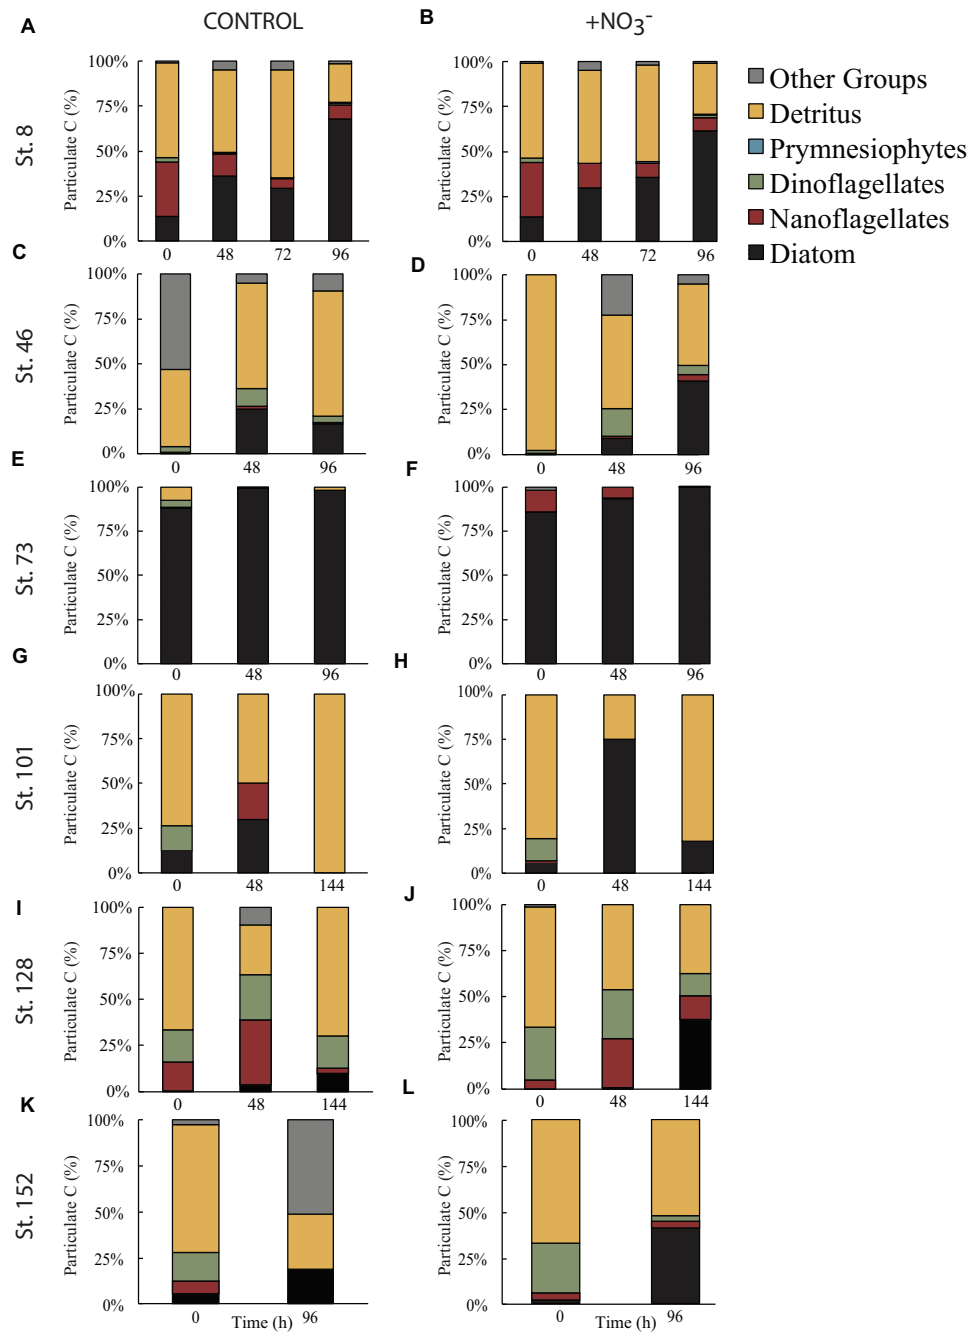 A
CONTROL
B
+NO3-
Other Groups
Detritus
Prymnesiophytes
Dinoflagellates
Nanoflagellates
Diatom
St. 8
Particulate C (%)
100%
75%
50%
25%
0%
0 48 72 96
Particulate C (%)
100%
75%
50%
25%
0%
0 48 72 96
C
D
St. 46
Particulate C (%)
100%
75%
50%
25%
0%
0 48 96
Particulate C (%)
100%
75%
50%
25%
0%
0 48 96
E
F
St. 73
Particulate C (%)
100%
75%
50%
25%
0%
0 48 96
Particulate C (%)
100%
75%
50%
25%
0%
0 48 96
G
H
St. 101
Particulate C (%)
100%
75%
50%
25%
0%
0 48 144
Particulate C (%)
100%
75%
50%
25%
0%
0 48 144
I
J
St. 128
Particulate C (%)
100%
75%
50%
25%
0%
0 48 144
Particulate C (%)
100%
75%
50%
25%
0%
0 48 144
K
L
St. 152
Particulate C (%)
100%
75%
50%
25%
0%
0 Time (h) 96
Particulate C (%)
100%
75%
50%
25%
0%
0 Time (h) 96